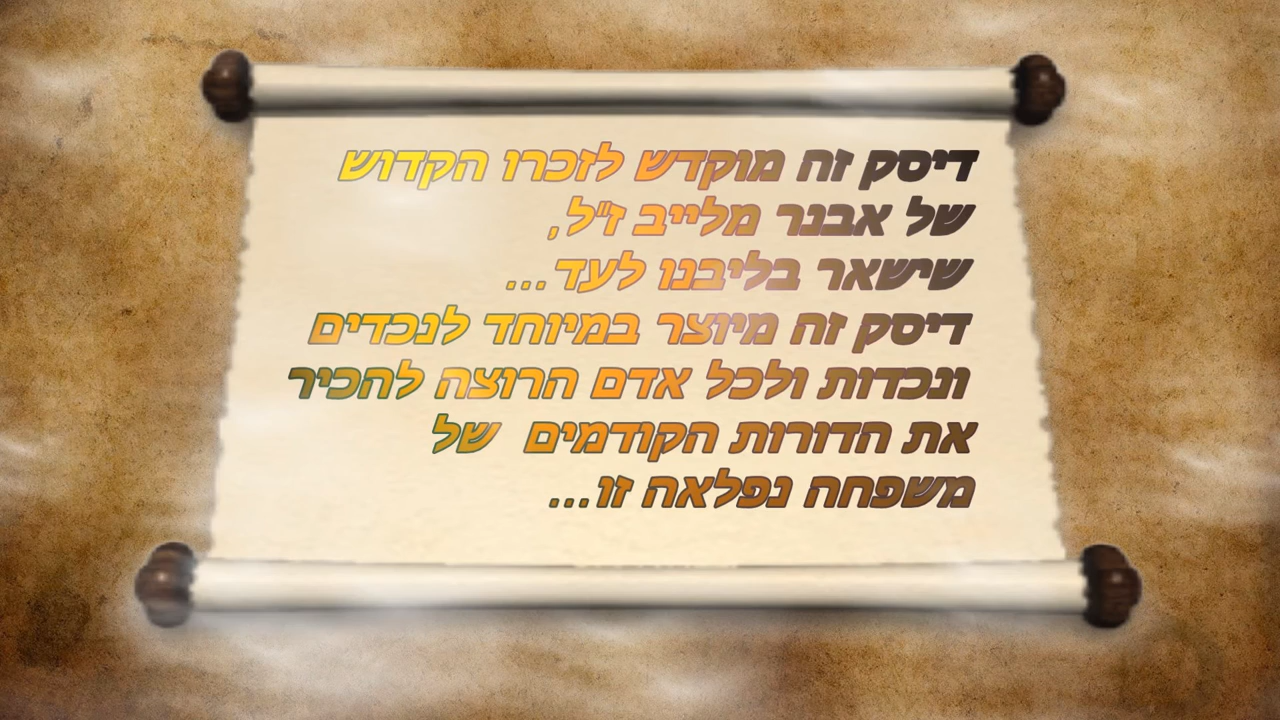 דיסק זה מוקדש לזכרו הקדוש
של אבנר מלייב ז"ל,
שישאר בליבנו לעד...
דיסק זה מיוצר במיוחד לנכדים
ונכדות ולכל אדם הרוצה להכיר
את הדורות הקודמים של
משפחה נפלאה זו...